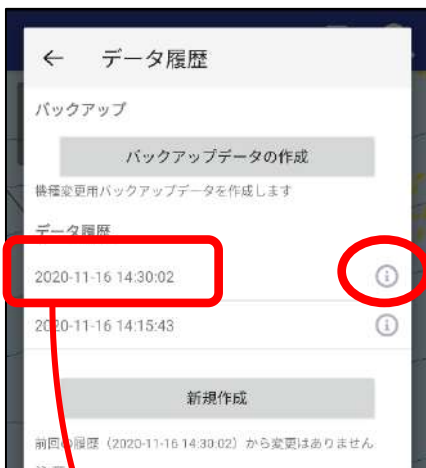 ← データ履歴
バックアップ
バックアップデータの作成
機種変更用バックアップデータを作成します
データ履歴
2020-11-16 14:30:02
2020-11-16 14:15:43
新規作成
前回の履歴（2020-11-16 14:30:02）から変更はありません